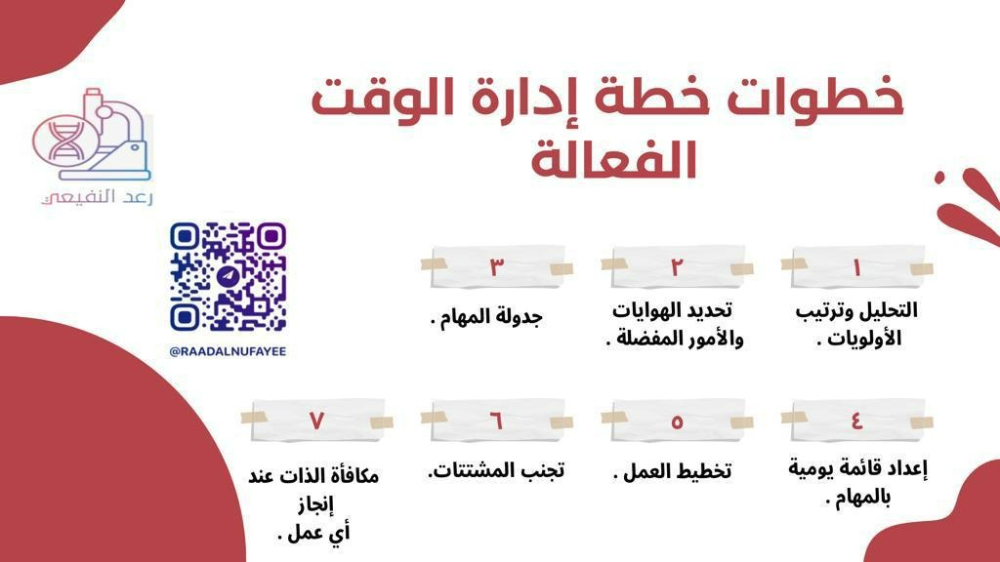 خطوات خطة إدارة الوقت
الفعالة
رعد النفيعي
@RAADALNUFAYEE
١
التحليل وترتيب
الأولويات .
٢
تحديد الهوايات
والأمور المفضلة .
٣
جدولة المهام .
٤
إعداد قائمة يومية
بالمهام .
٥
تخطيط العمل .
٦
تجنب المشتتات.
٧
مكافأة الذات عند
إنجاز
أي عمل .